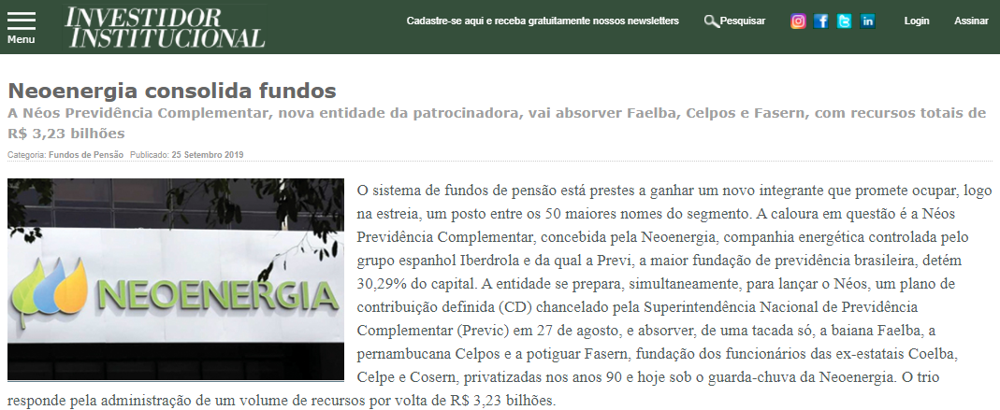 Menu
INVESTIDOR
INSTITUCIONAL
Cadastre-se aqui e receba gratuitamente nossos newsletters
Pesquisar
Login
Assinar
Neoenergia consolida fundos
A Néos Previdência Complementar, nova entidade da patrocinadora, vai absorver Faelba, Celpos e Fasern, com recursos totais de
R$ 3,23 bilhões
Categoria: Fundos de Pensão Publicado: 25 Setembro 2019
NEOENERGIA
O sistema de fundos de pensão está prestes a ganhar um novo integrante que promete ocupar, logo
na estreia, um posto entre os 50 maiores nomes do segmento. A caloura em questão é a Néos
Previdência Complementar, concebida pela Neoenergia, companhia energética controlada pelo
grupo espanhol Iberdrola e da qual a Previ, a maior fundação de previdência brasileira, detém
30,29% do capital. A entidade se prepara, simultaneamente, para lançar o Néos, um plano de
contribuição definida (CD) chancelado pela Superintendência Nacional de Previdência
Complementar (Previc) em 27 de agosto, e absorver, de uma tacada só, a baiana Faelba, a
pernambucana Celpos e a potiguar Fasern, fundação dos funcionários das ex-estatais Coelba,
Celpe e Cosern, privatizadas nos anos 90 e hoje sob o guarda-chuva da Neoenergia. O trio
responde pela administração de um volume de recursos por volta de R$ 3,23 bilhões.